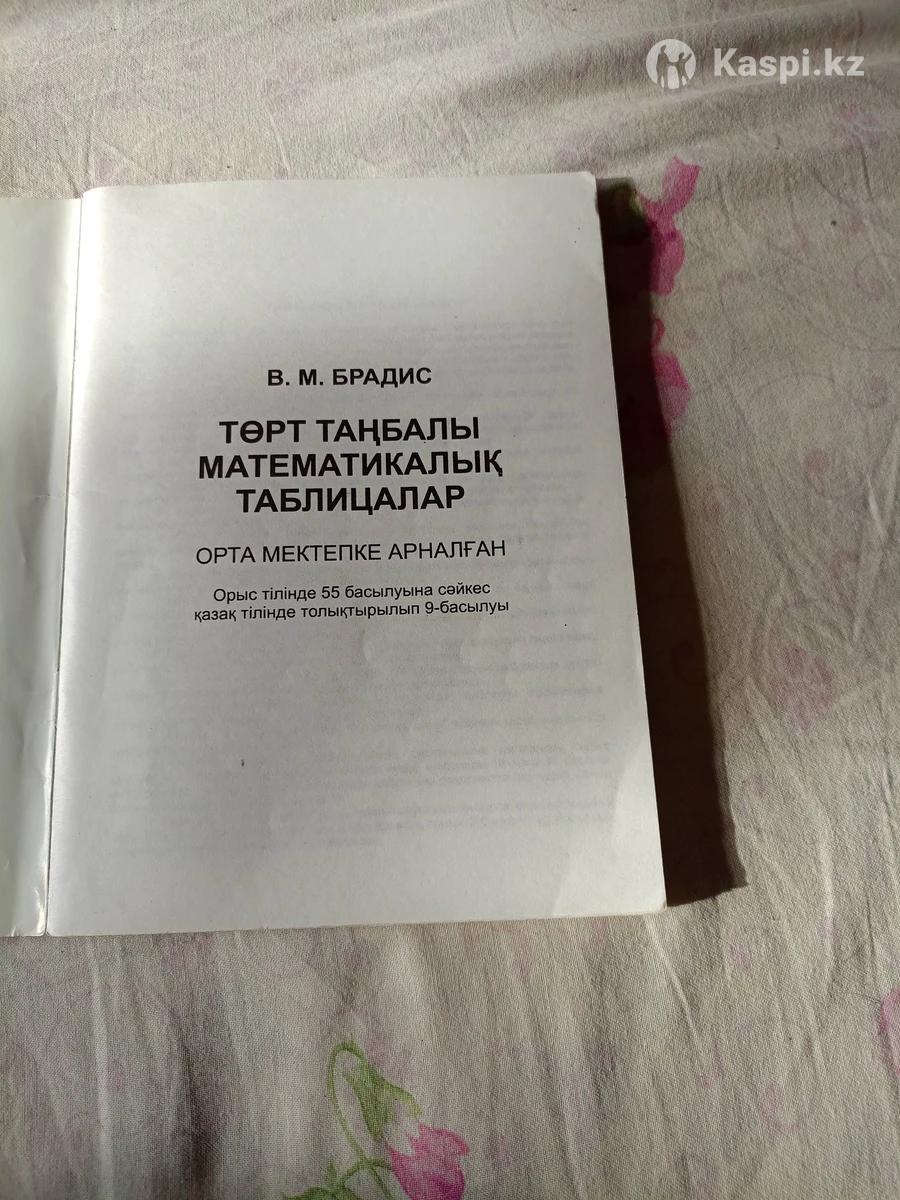 Kaspi.kz
В. М. БРАДИС
ТӨРТ ТАҢБАЛЫ
МАТЕМАТИКАЛЫҚ
ТАБЛИЦАЛАР
ОРТА МЕКТЕПКЕ АРНАЛҒАН
Орыс тілінде 55 басылуына сәйкес
қазақ тілінде толықтырылып 9-басылуы